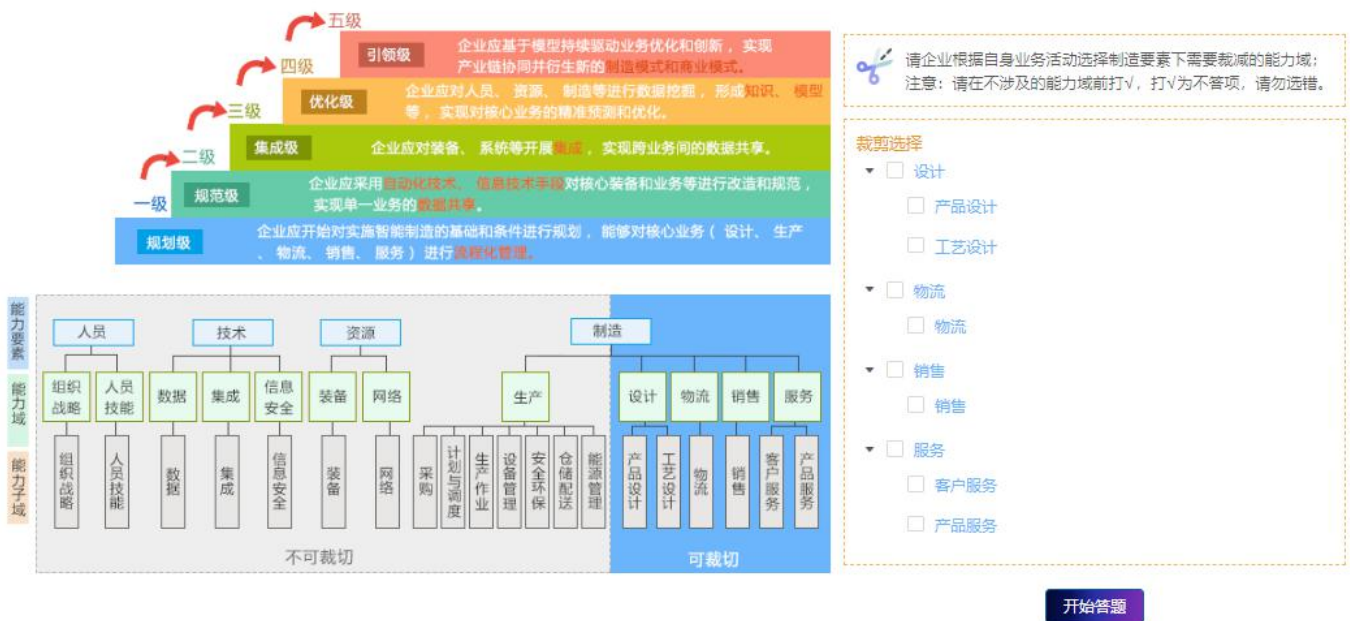 五级
引领级
企业应基于模型持续驱动业务优化和创新，实现
产业链协同并衍生新的制造模式和商业模式。
四级
优化级
企业应对人员、资源、制造等进行数据挖掘，形成知识、模型
等，实现对核心业务的精准预测和优化。
三级
集成级
企业应对装备、系统等开展集成，实现跨业务间的数据共享。
二级
规范级
企业应采用自动化技术、信息技术手段对核心装备和业务等进行改造和规范，
实现单一业务的数据共享。
一级
规划级
企业应开始对实施智能制造的基础和条件进行规划，能够对核心业务（设计、生产
、物流、销售、服务）进行流程化管理。
能力要素
人员
技术
资源
制造
能力域
组织
战略
人员
技能
数据
集成
信息
安全
装备
网络
生产
设计
物流
销售
服务
能力子域
组织战略
人员技能
数据
集成
信息安全
装备
网络
采购
计划与调度
生产作业
设备管理
安全环保
仓储配送
能源管理
产品设计
工艺设计
物流
销售
客户服务
产品服务
不可裁切
可裁切
请企业根据自身业务活动选择制造要素下需要裁减的能力域；
注意：请在不涉及的能力域前打√，打√为不答项，请勿选错。
裁剪选择
设计
产品设计
工艺设计
物流
物流
销售
销售
服务
客户服务
产品服务
开始答题